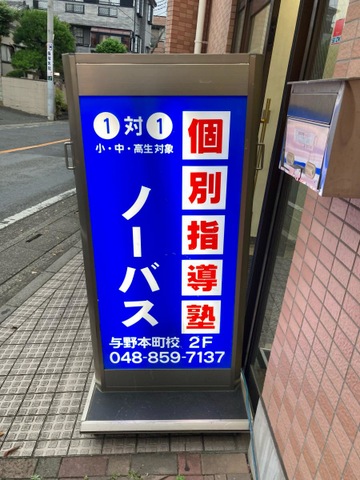 1対1
小・中・高生対象
個別指導塾
ノーバス
与野本町校 2F
048-859-7137